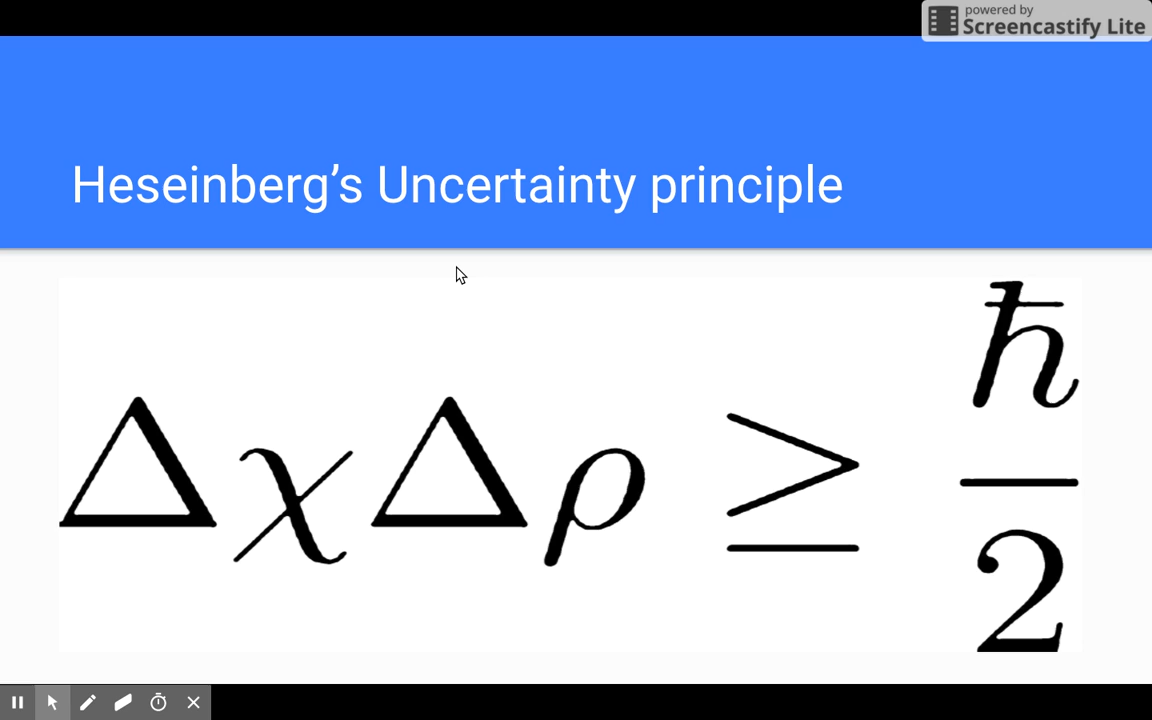 powered by
Screencastify Lite
Heseinberg’s Uncertainty principle
ΔχΔρ ≥ ℏ/2